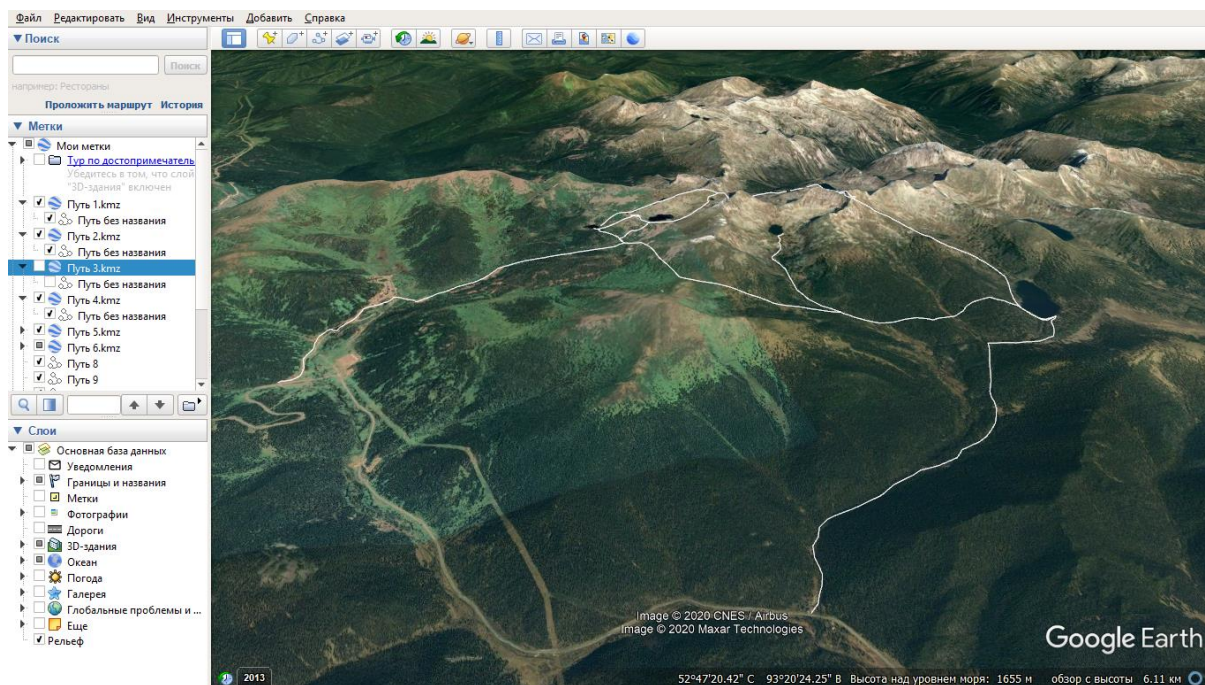 Файл Редактировать Вид Инструменты Добавить Справка
Поиск
Поиск
например: Рестораны
Проложить маршрут История
Метки
Мои метки
Тур по достопримечатель
Убедитесь в том, что слой
"3D-здания" включен
Путь 1.kmz
Путь без названия
Путь 2.kmz
Путь без названия
Путь 3.kmz
Путь без названия
Путь 4.kmz
Путь без названия
Путь 5.kmz
Путь 6.kmz
Путь 8
Путь 9
Слои
Основная база данных
Уведомления
Границы и названия
Метки
Фотографии
Дороги
3D-здания
Океан
Погода
Галерея
Глобальные проблемы и ...
Еще
Рельеф
Image © 2020 CNES / Airbus
Image © 2020 Maxar Technologies
Google Earth
2013
52°47'20.42" С 93°20'24.25" В Высота над уровнем моря: 1655 м обзор с высоты 6.11 км